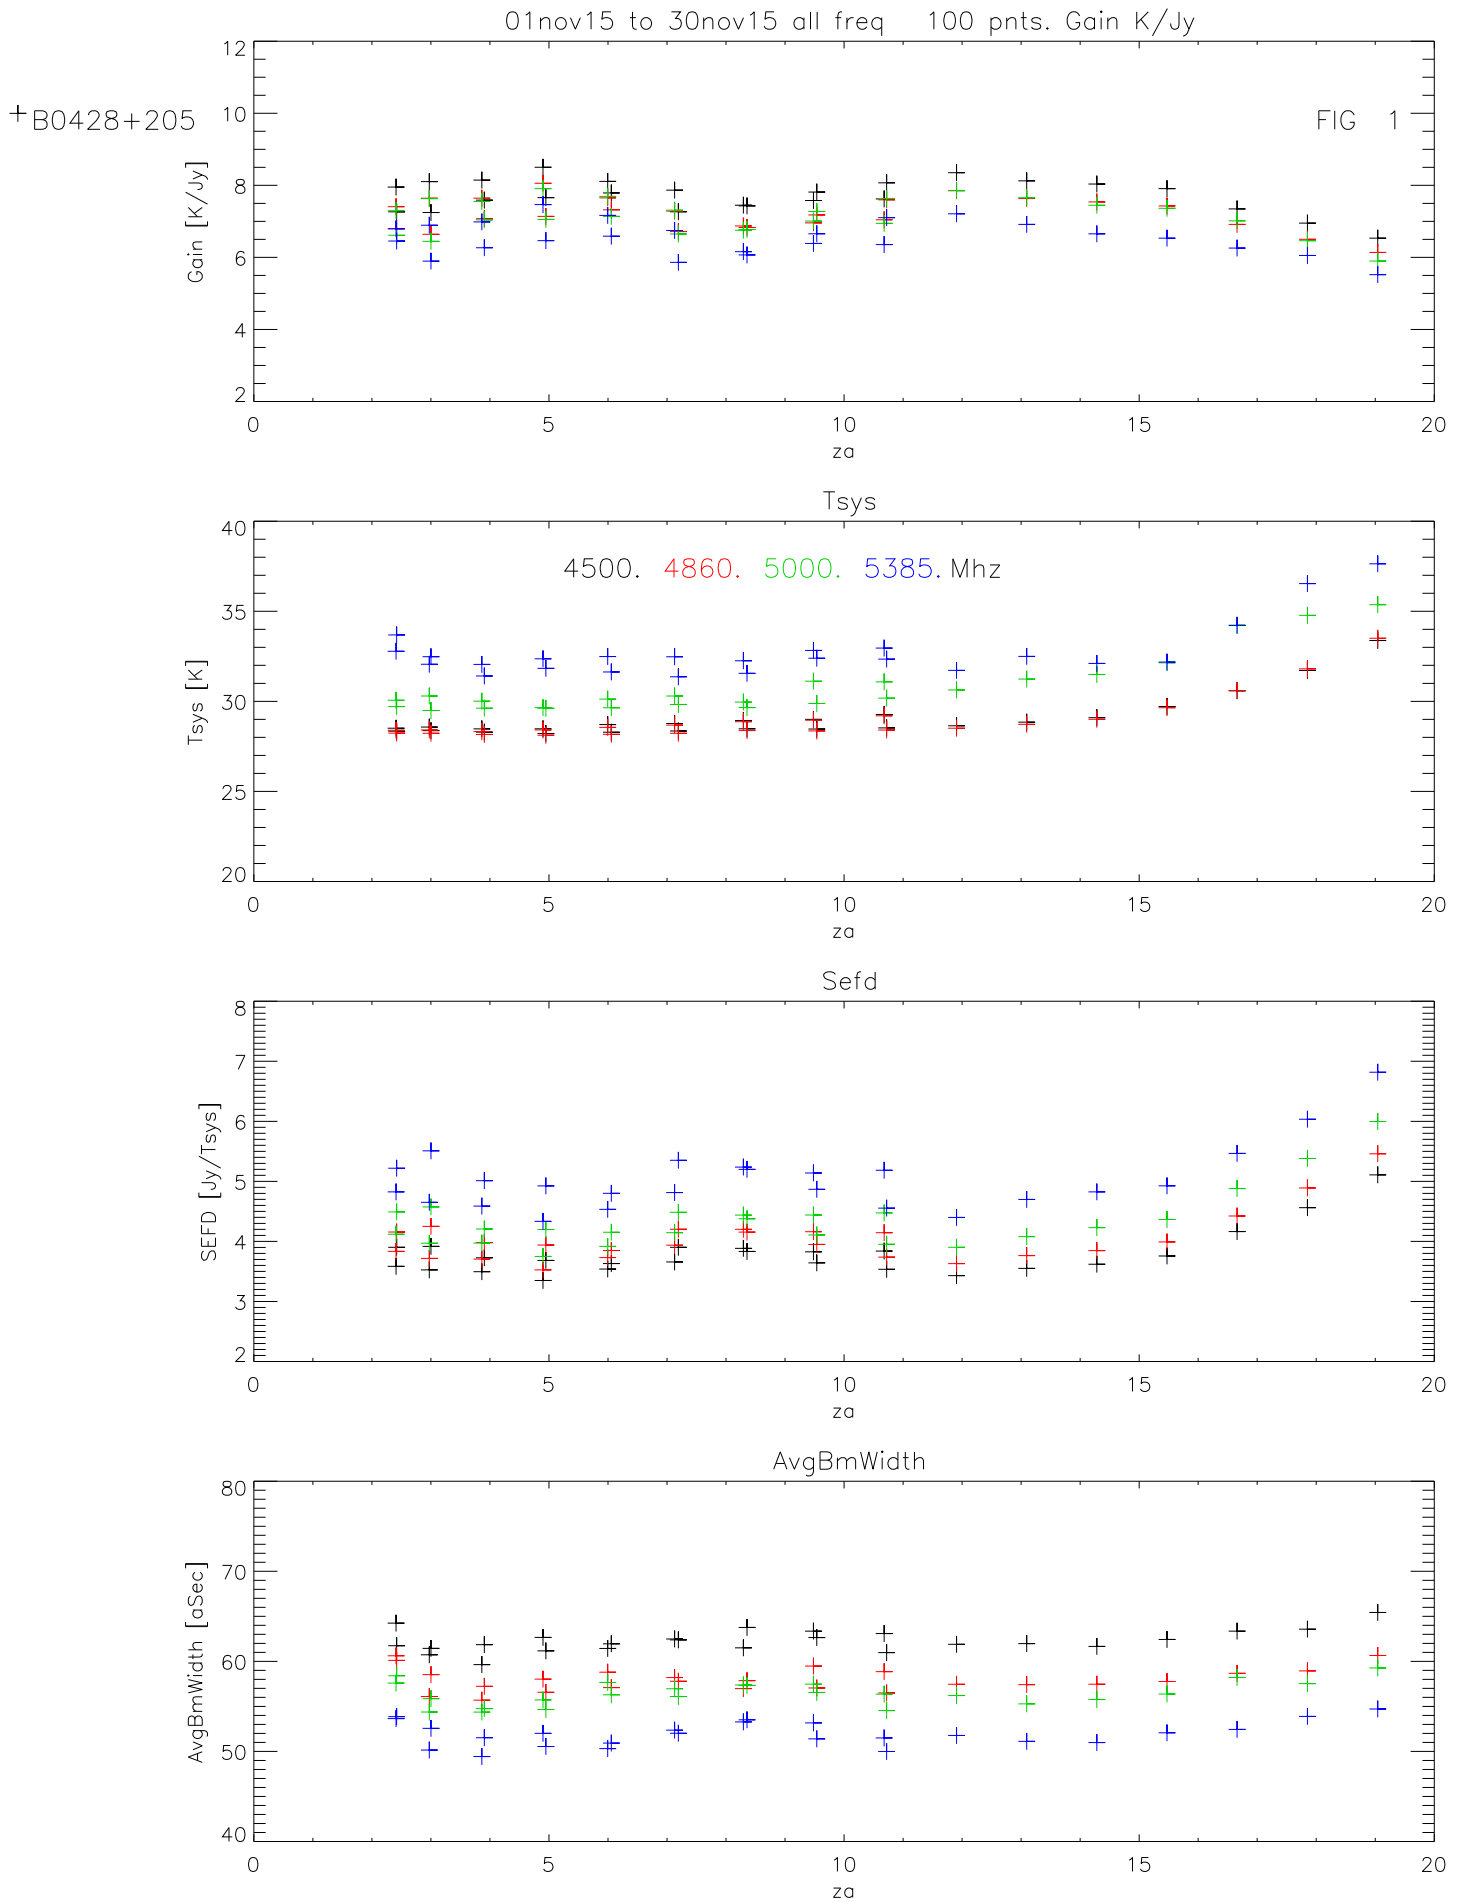 01nov15 to 30nov15 all freq 100 pnts. Gain K/Jy
+B0428+205
FIG 1
Gain [K/Jy]
12
10
8
6
4
2
0 5 10 15 20
za
Tsys
4500. 4860. 5000. 5385. Mhz
Tsys [K]
40
35
30
25
20
0 5 10 15 20
za
Sefd
SEFD [Jy/Tsys]
8
7
6
5
4
3
2
0 5 10 15 20
za
AvgBmWidth
AvgBmWidth [aSec]
80
70
60
50
40
0 5 10 15 20
za